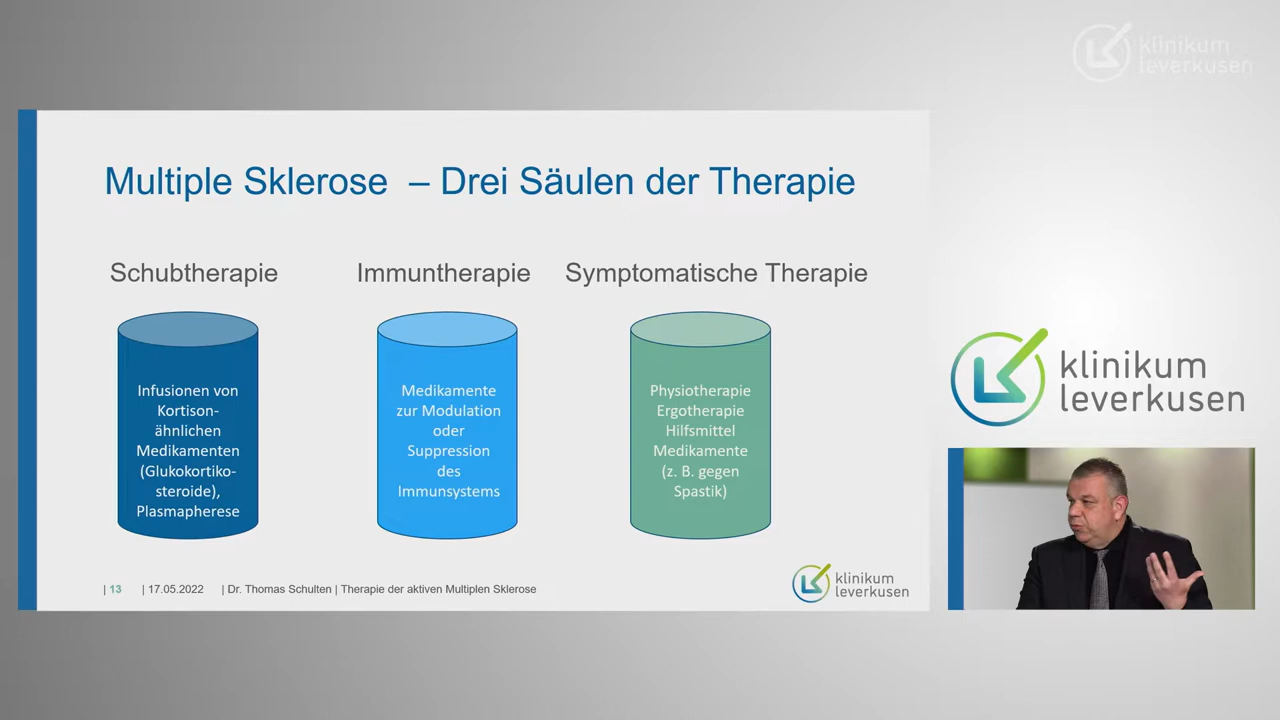 klinikum
leverkusen
Multiple Sklerose – Drei Säulen der Therapie
Schubtherapie
Infusionen von
Kortison-
ähnlichen
Medikamenten
(Glukokortiko-
steroide),
Plasmapherese
Immuntherapie
Medikamente
zur Modulation
oder
Suppression
des
Immunsystems
Symptomatische Therapie
Physiotherapie
Ergotherapie
Hilfsmittel
Medikamente
(z. B. gegen
Spastik)
| 13 | 17.05.2022 | Dr. Thomas Schulten | Therapie der aktiven Multiplen Sklerose
klinikum
leverkusen
klinikum
leverkusen